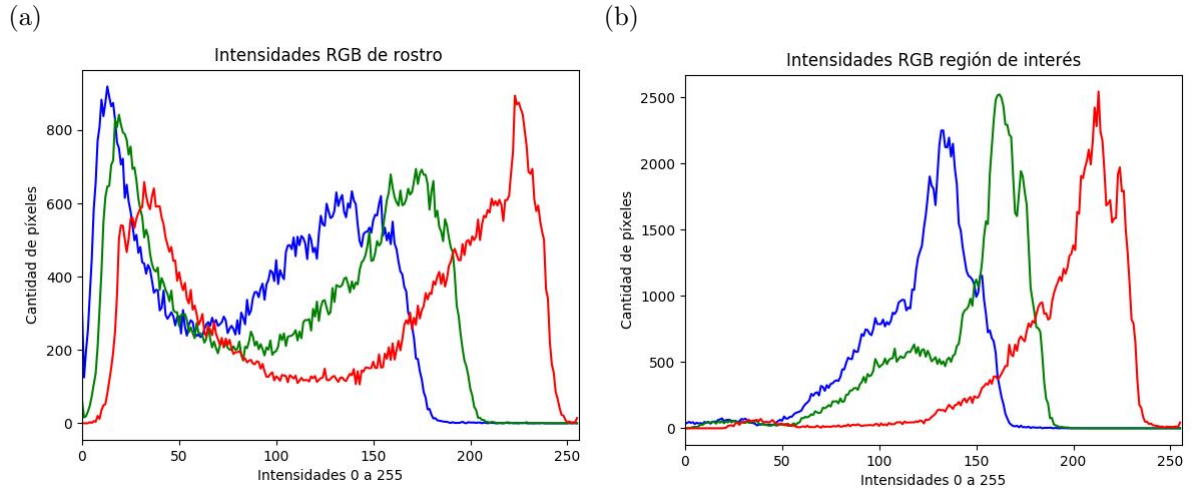 (a)
Intensidades RGB de rostro
Cantidad de píxeles
800
600
400
200
0
0 50 100 150 200 250
Intensidades 0 a 255
(b)
Intensidades RGB región de interés
Cantidad de píxeles
2500
2000
1500
1000
500
0
0 50 100 150 200 250
Intensidades 0 a 255